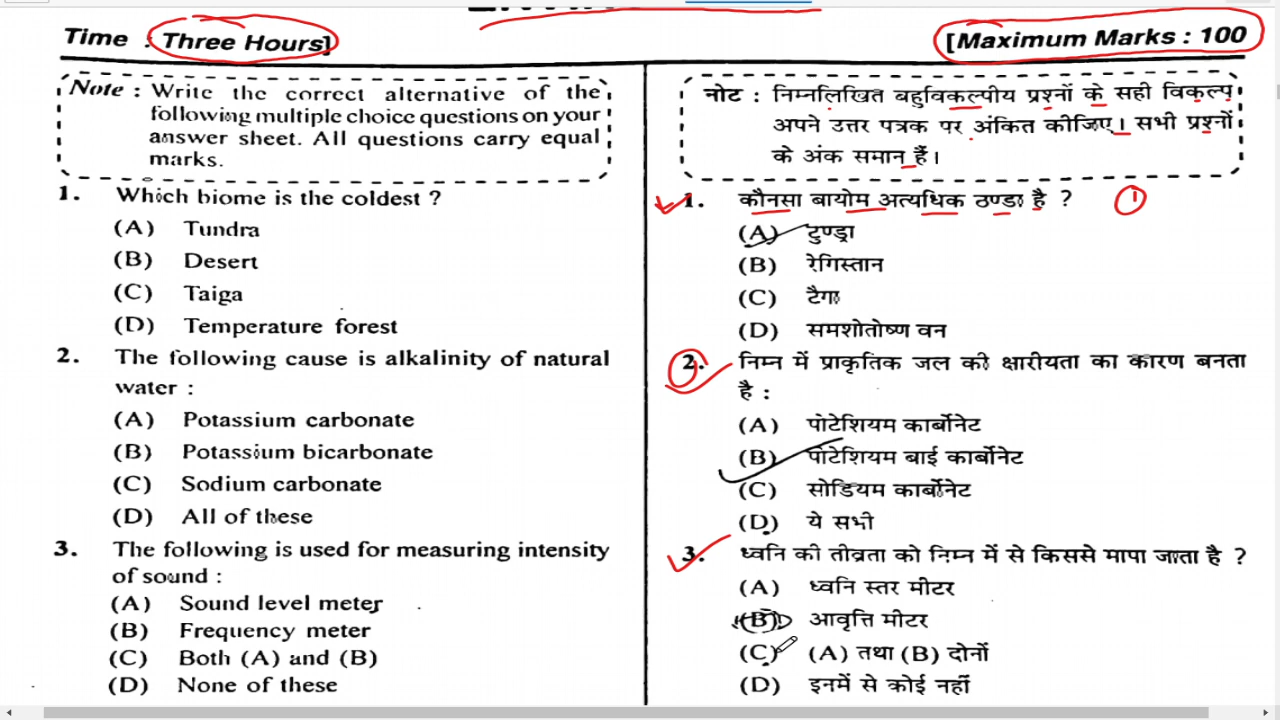 Time : Three Hours]
[Maximum Marks : 100
Note : Write the correct alternative of the
following multiple choice questions on your
answer sheet. All questions carry equal
marks.
1. Which biome is the coldest ?
(A) Tundra
(B) Desert
(C) Taiga
(D) Temperature forest
2. The following cause is alkalinity of natural
water :
(A) Potassium carbonate
(B) Potassium bicarbonate
(C) Sodium carbonate
(D) All of these
3. The following is used for measuring intensity
of sound :
(A) Sound level meter
(B) Frequency meter
(C) Both (A) and (B)
(D) None of these
नोट : निम्नलिखित बहुविकल्पीय प्रश्नों के सही विकल्प
अपने उत्तर पत्रक पर अंकित कीजिए। सभी प्रश्नों
के अंक समान हैं।
1. कौनसा बायोम अत्यधिक ठण्डा है ? 1
(A) टुण्ड्रा
(B) रेगिस्तान
(C) टैगा
(D) समशोतोष्ण वन
2. निम्न में प्राकृतिक जल की क्षारीयता का कारण बनता
है :
(A) पोटेशियम कार्बोनेट
(B) पोटेशियम बाई कार्बोनेट
(C) सोडियम कार्बोनेट
(D) ये सभी
3. ध्वनि की तीव्रता को निम्न में से किससे मापा जाता है ?
(A) ध्वनि स्तर मीटर
(B) आवृत्ति मीटर
(C) (A) तथा (B) दोनों
(D) इनमें से कोई नहीं